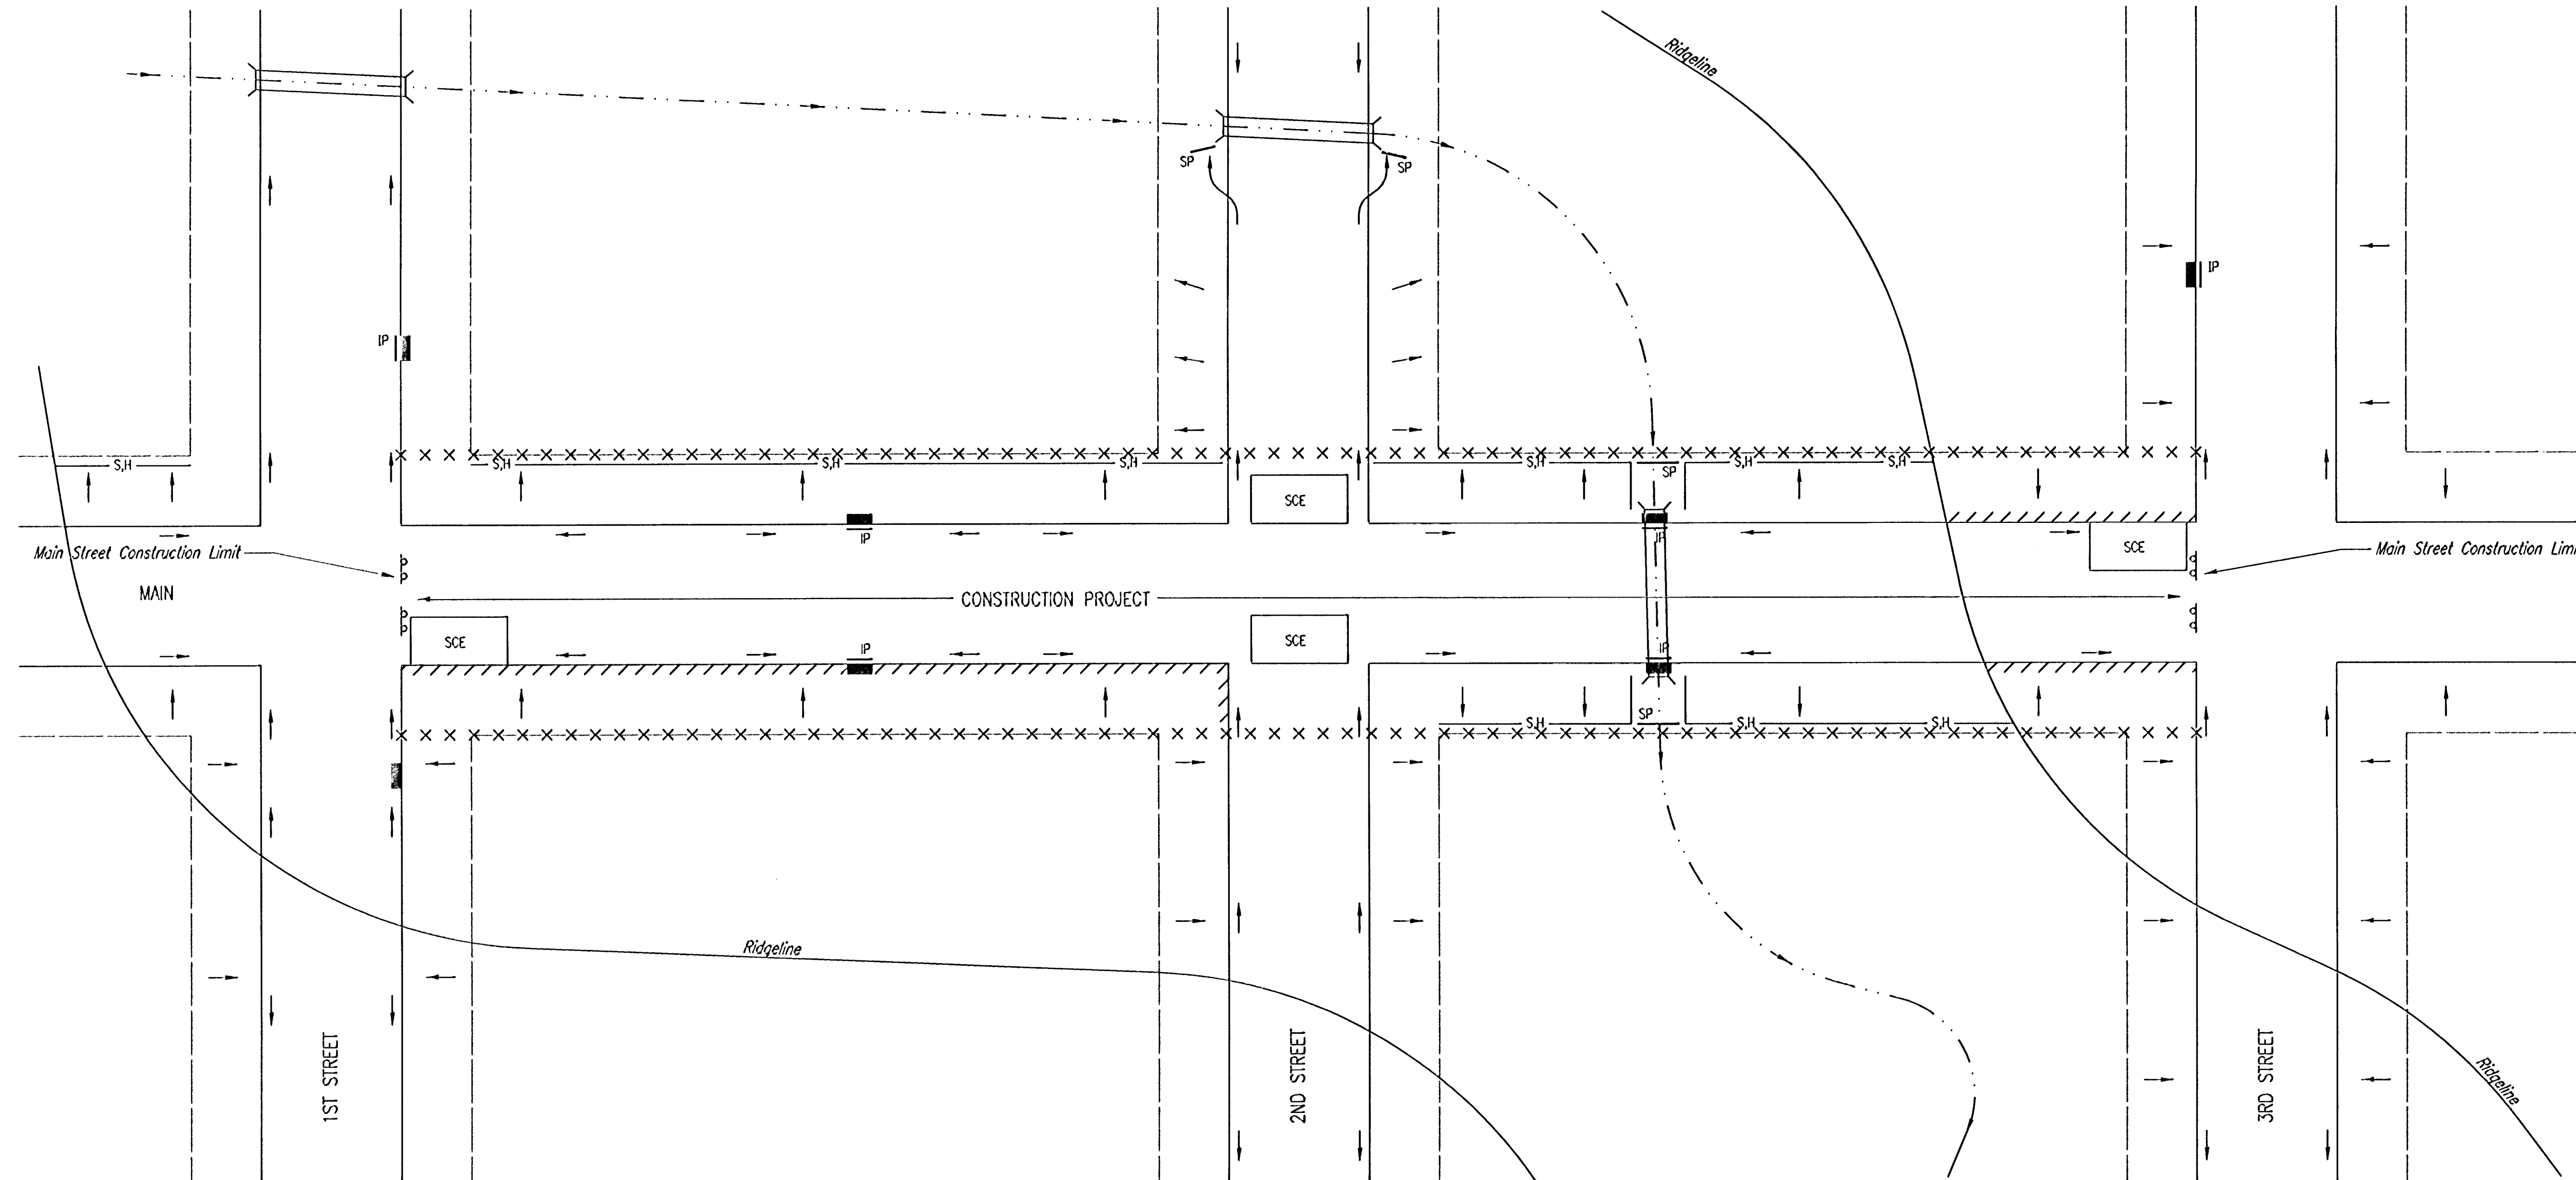 Ridgeline
SP
SP
IP
IP
S,H
S,H
S,H
S,H
S,H
S,H
S,H
SP
SCE
SCE
Main Street Construction Limit
IP
IP
Main Street Construction Lim
MAIN
CONSTRUCTION PROJECT
SCE
SCE
IP
IP
SP
S,H
S,H
S,H
Ridgeline
1ST STREET
2ND STREET
3RD STREET
Ridgeline